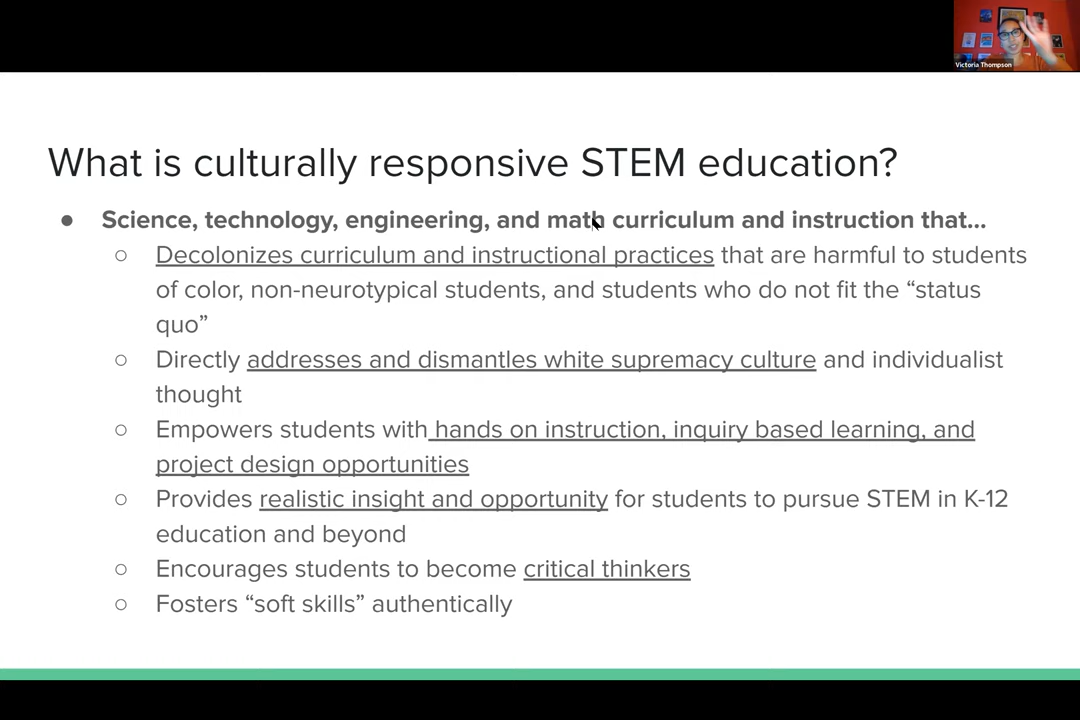 Victoria Thompson
What is culturally responsive STEM education?
● Science, technology, engineering, and math curriculum and instruction that...
○ Decolonizes curriculum and instructional practices that are harmful to students
of color, non-neurotypical students, and students who do not fit the “status
quo”
○ Directly addresses and dismantles white supremacy culture and individualist
thought
○ Empowers students with hands on instruction, inquiry based learning, and
project design opportunities
○ Provides realistic insight and opportunity for students to pursue STEM in K-12
education and beyond
○ Encourages students to become critical thinkers
○ Fosters “soft skills” authentically